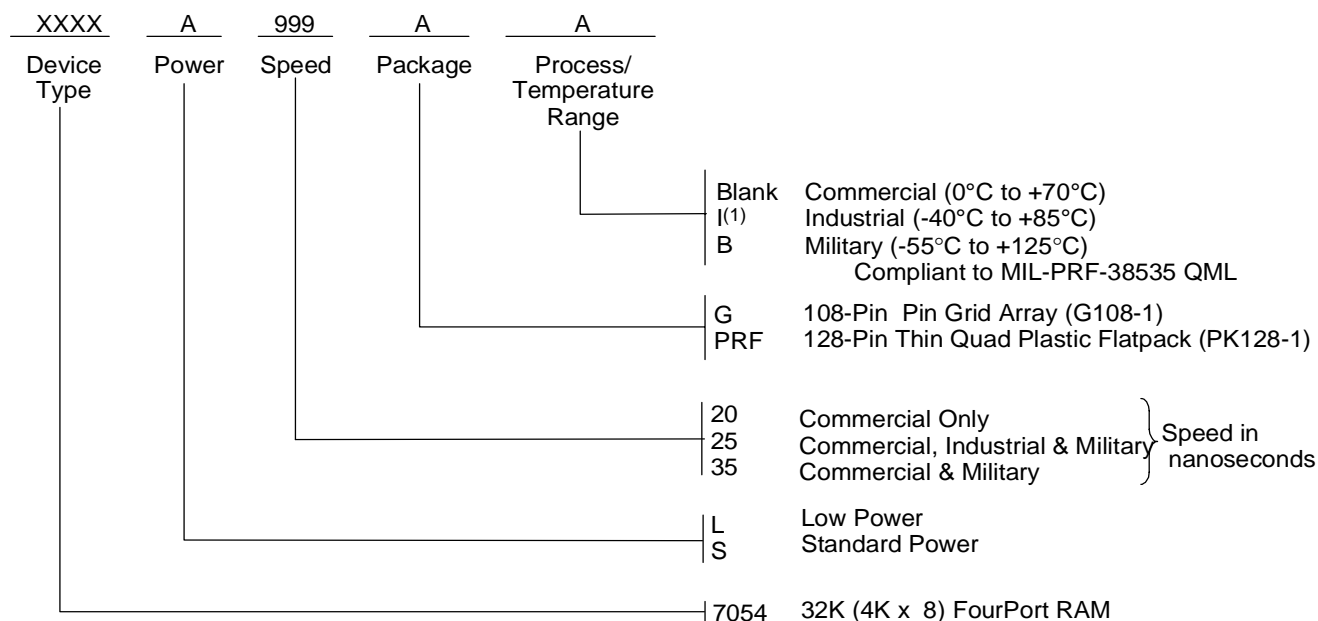 XXXX A 999 A A
Device Type Power Speed Package Process/ Temperature Range
Blank Commercial (0°C to +70°C)
I(1) Industrial (-40°C to +85°C)
B Military (-55°C to +125°C)
Compliant to MIL-PRF-38535 QML
G 108-Pin Pin Grid Array (G108-1)
PRF 128-Pin Thin Quad Plastic Flatpack (PK128-1)
20 Commercial Only
25 Commercial, Industrial & Military
35 Commercial & Military
Speed in
nanoseconds
L Low Power
S Standard Power
7054 32K (4K x 8) FourPort RAM